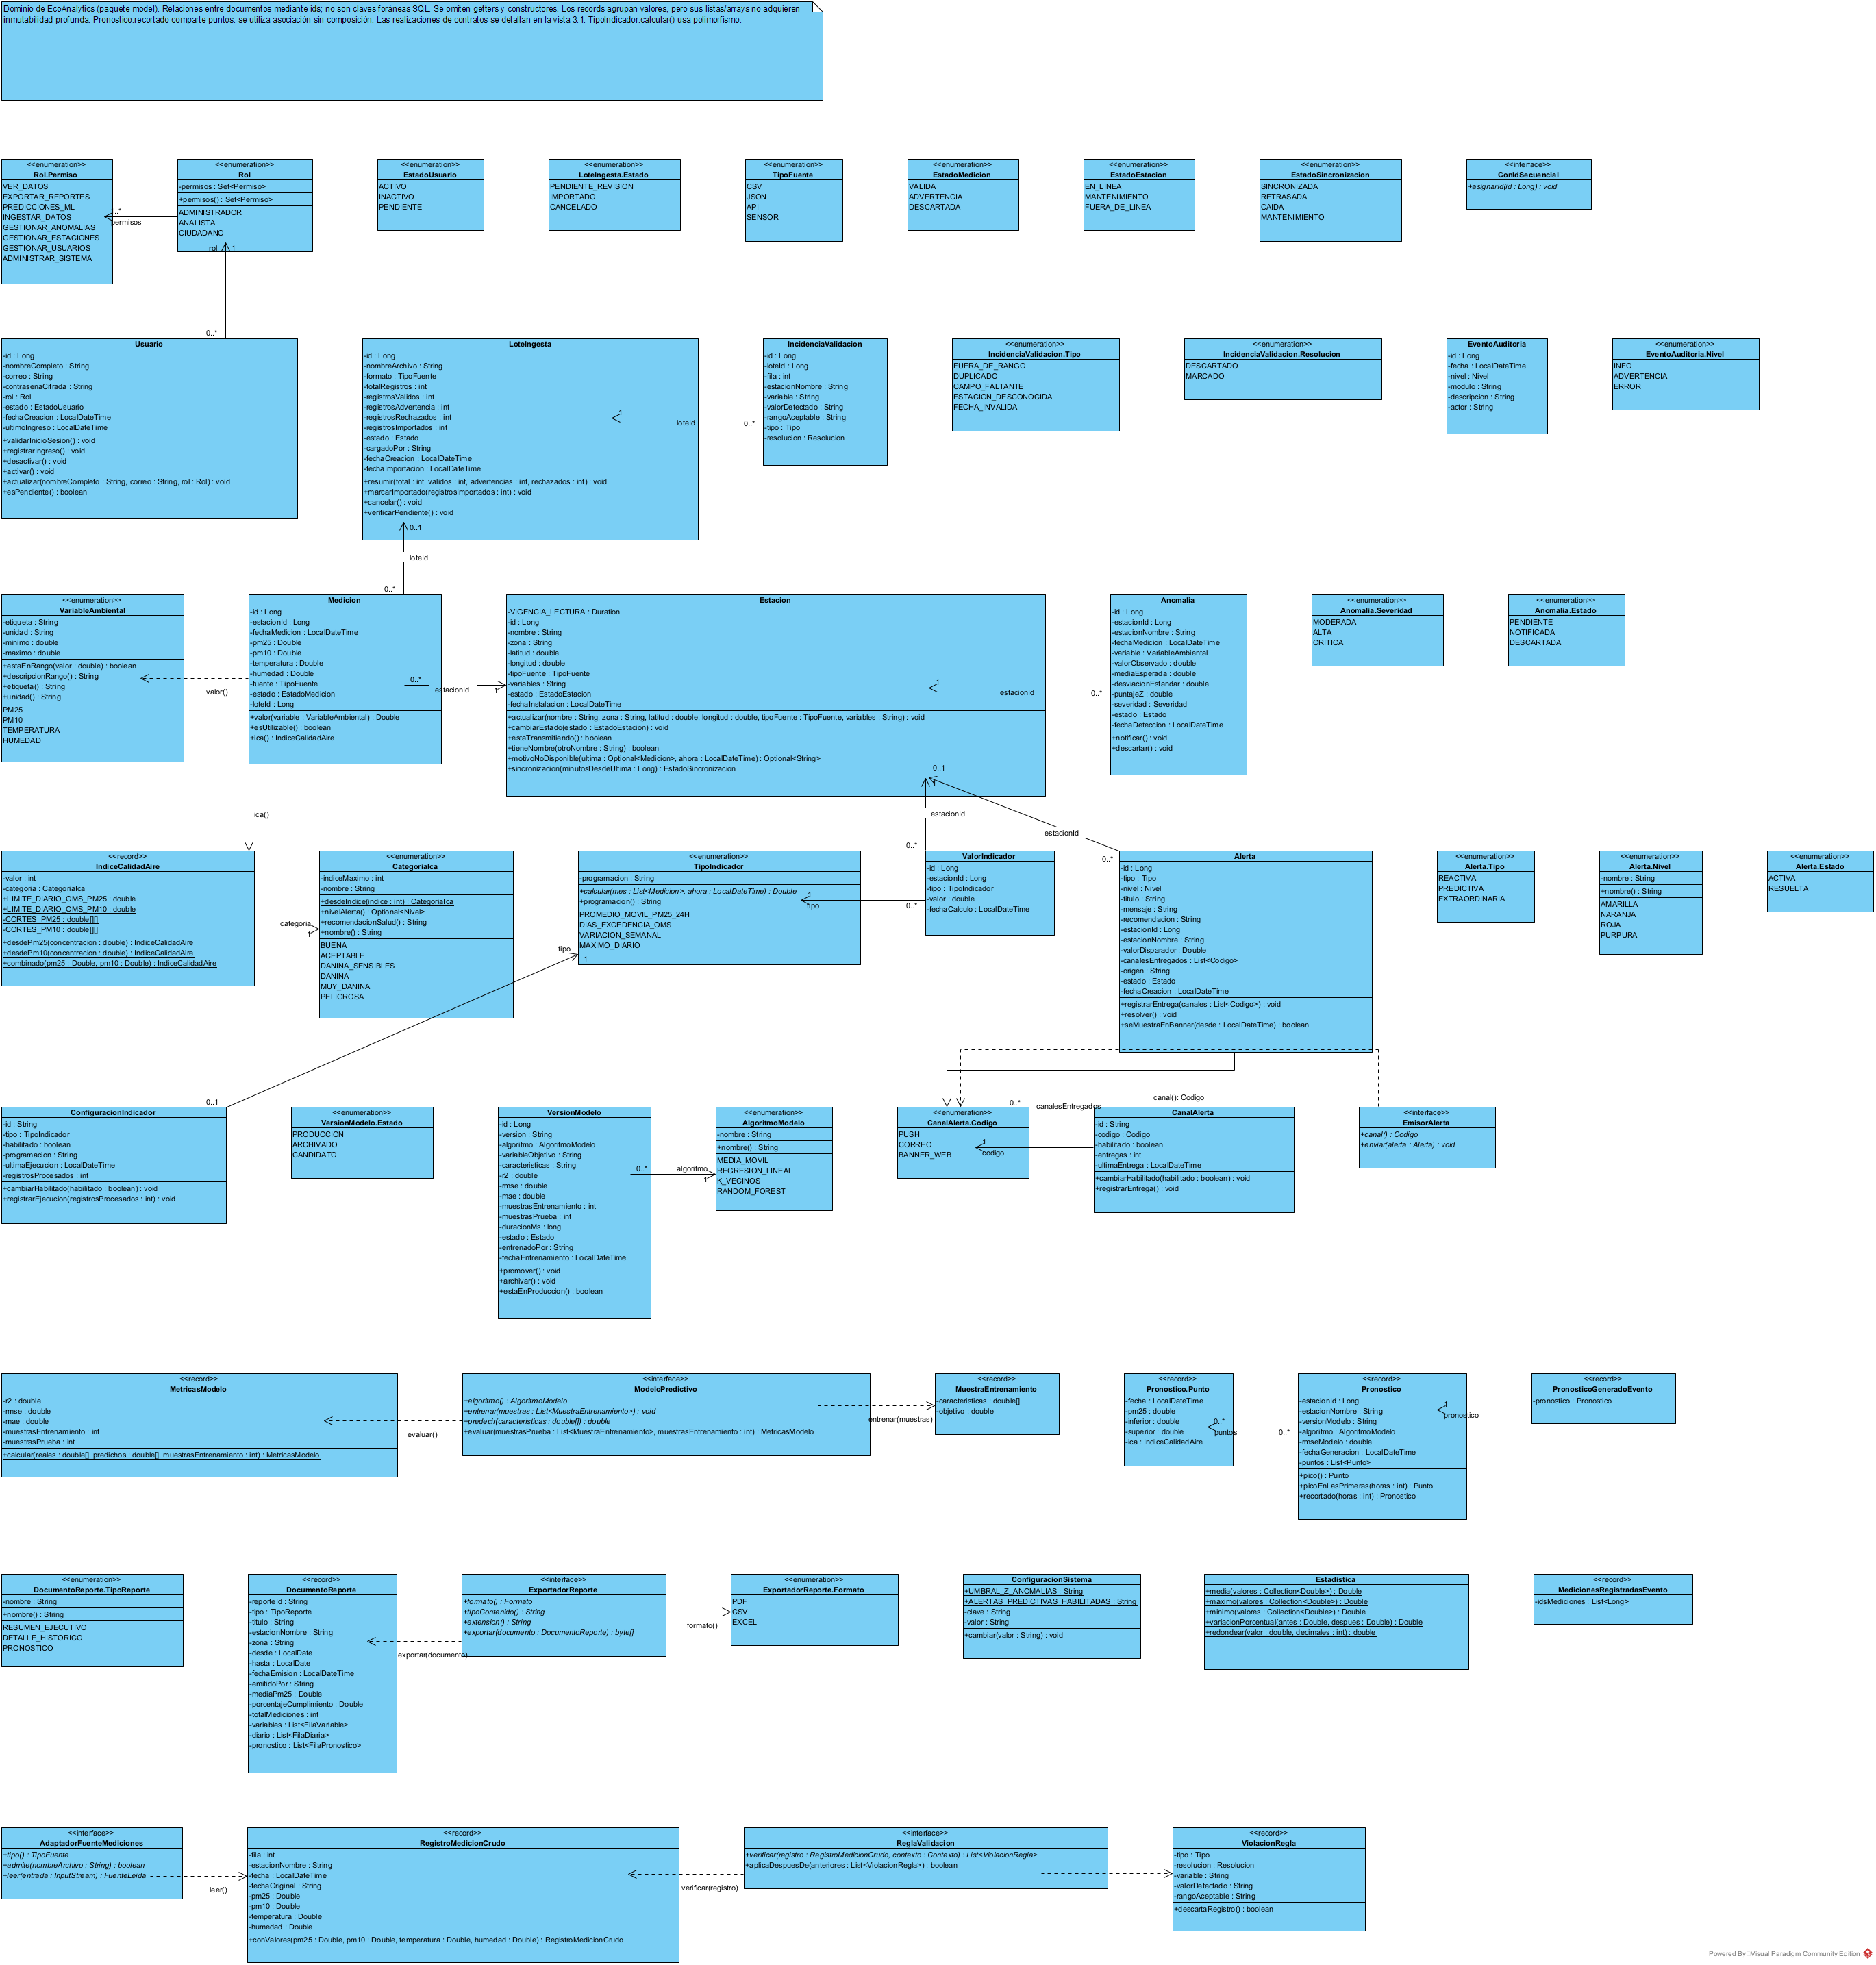 Dominio de EcoAnalytics (paquete model). Relaciones entre documentos mediante ids; no son claves foráneas SQL. Se omiten getters y constructores. Los records agrupan valores, pero sus listas/arrays no adquieren
inmutabilidad profunda. Pronostico.recortado comparte puntos: se utiliza asociación sin composición. Las realizaciones de contratos se detallan en la vista 3.1. TipoIndicador.calcular() usa polimorfismo.
<<enumeration>>
Rol.Permiso
VER_DATOS
EXPORTAR_REPORTES
PREDICCIONES_ML
INGESTAR_DATOS
GESTIONAR_ANOMALIAS
GESTIONAR_ESTACIONES
GESTIONAR_USUARIOS
ADMINISTRAR_SISTEMA
permisos
<<enumeration>>
Rol
-permisos : Set<Permiso>
+permisos() : Set<Permiso>
ADMINISTRADOR
ANALISTA
CIUDADANO
rol
1
0..*
<<enumeration>>
EstadoUsuario
ACTIVO
INACTIVO
PENDIENTE
<<enumeration>>
LoteIngesta.Estado
PENDIENTE_REVISION
IMPORTADO
CANCELADO
<<enumeration>>
TipoFuente
CSV
JSON
API
SENSOR
<<enumeration>>
EstadoMedicion
VALIDA
ADVERTENCIA
DESCARTADA
<<enumeration>>
EstadoEstacion
EN_LINEA
MANTENIMIENTO
FUERA_DE_LINEA
<<enumeration>>
EstadoSincronizacion
SINCRONIZADA
RETRASADA
CAIDA
MANTENIMIENTO
<<interface>>
ConIdSecuencial
+asignarId(id : Long) : void
Usuario
-id : Long
-nombreCompleto : String
-correo : String
-contrasenaCifrada : String
-rol : Rol
-estado : EstadoUsuario
-fechaCreacion : LocalDateTime
-ultimoIngreso : LocalDateTime
+validarInicioSesion() : void
+registrarIngreso() : void
+desactivar() : void
+activar() : void
+actualizar(nombreCompleto : String, correo : String, rol : Rol) : void
+esPendiente() : boolean
LoteIngesta
-id : Long
-nombreArchivo : String
-formato : TipoFuente
-totalRegistros : int
-registrosValidos : int
-registrosAdvertencia : int
-registrosRechazados : int
-registrosImportados : int
-estado : Estado
-cargadoPor : String
-fechaCreacion : LocalDateTime
-fechaImportacion : LocalDateTime
+resumir(total : int, validos : int, advertencias : int, rechazados : int) : void
+marcarImportado(registrosImportados : int) : void
+cancelar() : void
+verificarPendiente() : void
1
loteId
0..*
IncidenciaValidacion
-id : Long
-loteId : Long
-fila : int
-estacionNombre : String
-variable : String
-valorDetectado : String
-rangoAceptable : String
-tipo : Tipo
-resolucion : Resolucion
<<enumeration>>
IncidenciaValidacion.Tipo
FUERA_DE_RANGO
DUPLICADO
CAMPO_FALTANTE
ESTACION_DESCONOCIDA
FECHA_INVALIDA
<<enumeration>>
IncidenciaValidacion.Resolucion
DESCARTADO
MARCADO
EventoAuditoria
-id : Long
-fecha : LocalDateTime
-nivel : Nivel
-modulo : String
-descripcion : String
-actor : String
<<enumeration>>
EventoAuditoria.Nivel
INFO
ADVERTENCIA
ERROR
0..1
loteId
0..*
<<enumeration>>
VariableAmbiental
-etiqueta : String
-unidad : String
-minimo : double
-maximo : double
+estaEnRango(valor : double) : boolean
+descripcionRango() : String
+etiqueta() : String
+unidad() : String
PM25
PM10
TEMPERATURA
HUMEDAD
valor()
Medicion
-id : Long
-estacionId : Long
-fechaMedicion : LocalDateTime
-pm25 : Double
-pm10 : Double
-temperatura : Double
-humedad : Double
-fuente : TipoFuente
-estado : EstadoMedicion
-loteId : Long
+valor(variable : VariableAmbiental) : Double
+esUtilizable() : boolean
+ica() : IndiceCalidadAire
0..*
estacionId
1
Estacion
-VIGENCIA_LECTURA : Duration
-id : Long
-nombre : String
-zona : String
-latitud : double
-longitud : double
-tipoFuente : TipoFuente
-variables : String
-estado : EstadoEstacion
-fechaInstalacion : LocalDateTime
+actualizar(nombre : String, zona : String, latitud : double, longitud : double, tipoFuente : TipoFuente, variables : String) : void
+cambiarEstado(estado : EstadoEstacion) : void
+estaTransmitiendo() : boolean
+tieneNombre(otroNombre : String) : boolean
+motivoNoDisponible(ultima : Optional<Medicion>, ahora : LocalDateTime) : Optional<String>
+sincronizacion(minutosDesdeUltima : Long) : EstadoSincronizacion
1
estacionId
0..*
Anomalia
-id : Long
-estacionId : Long
-estacionNombre : String
-fechaMedicion : LocalDateTime
-variable : VariableAmbiental
-valorObservado : double
-mediaEsperada : double
-desviacionEstandar : double
-puntajeZ : double
-severidad : Severidad
-estado : Estado
-fechaDeteccion : LocalDateTime
+notificar() : void
+descartar() : void
<<enumeration>>
Anomalia.Severidad
MODERADA
ALTA
CRITICA
<<enumeration>>
Anomalia.Estado
PENDIENTE
NOTIFICADA
DESCARTADA
0..1
ica()
estacionId
0..*
estacionId
0..*
<<record>>
IndiceCalidadAire
-valor : int
-categoria : CategoriaIca
+LIMITE_DIARIO_OMS_PM25 : double
+LIMITE_DIARIO_OMS_PM10 : double
-CORTES_PM25 : double[][]
-CORTES_PM10 : double[][]
+desdePm25(concentracion : double) : IndiceCalidadAire
+desdePm10(concentracion : double) : IndiceCalidadAire
+combinado(pm25 : Double, pm10 : Double) : IndiceCalidadAire
categoria
1
<<enumeration>>
CategoriaIca
-indiceMaximo : int
-nombre : String
+desdeIndice(indice : int) : CategoriaIca
+nivelAlerta() : Optional<Nivel>
+recomendacionSalud() : String
+nombre() : String
BUENA
ACEPTABLE
DANINA_SENSIBLES
DANINA
MUY_DANINA
PELIGROSA
<<enumeration>>
TipoIndicador
-programacion : String
+calcular(mes : List<Medicion>, ahora : LocalDateTime) : Double
+programacion() : String
PROMEDIO_MOVIL_PM25_24H
DIAS_EXCEDENCIA_OMS
VARIACION_SEMANAL
MAXIMO_DIARIO
tipo
1
1
tipo
0..*
ValorIndicador
-id : Long
-estacionId : Long
-tipo : TipoIndicador
-valor : double
-fechaCalculo : LocalDateTime
Alerta
-id : Long
-tipo : Tipo
-nivel : Nivel
-titulo : String
-mensaje : String
-recomendacion : String
-estacionId : Long
-estacionNombre : String
-valorDisparador : Double
-canalesEntregados : List<Codigo>
-origen : String
-estado : Estado
-fechaCreacion : LocalDateTime
+registrarEntrega(canales : List<Codigo>) : void
+resolver() : void
+seMuestraEnBanner(desde : LocalDateTime) : boolean
<<enumeration>>
Alerta.Tipo
REACTIVA
PREDICTIVA
EXTRAORDINARIA
<<enumeration>>
Alerta.Nivel
-nombre : String
+nombre() : String
AMARILLA
NARANJA
ROJA
PURPURA
<<enumeration>>
Alerta.Estado
ACTIVA
RESUELTA
0..1
ConfiguracionIndicador
-id : String
-tipo : TipoIndicador
-habilitado : boolean
-programacion : String
-ultimaEjecucion : LocalDateTime
-registrosProcesados : int
+cambiarHabilitado(habilitado : boolean) : void
+registrarEjecucion(registrosProcesados : int) : void
<<enumeration>>
VersionModelo.Estado
PRODUCCION
ARCHIVADO
CANDIDATO
VersionModelo
-id : Long
-version : String
-algoritmo : AlgoritmoModelo
-variableObjetivo : String
-caracteristicas : String
-r2 : double
-rmse : double
-mae : double
-muestrasEntrenamiento : int
-muestrasPrueba : int
-duracionMs : long
-estado : Estado
-entrenadoPor : String
-fechaEntrenamiento : LocalDateTime
+promover() : void
+archivar() : void
+estaEnProduccion() : boolean
0..*
algoritmo
1
<<enumeration>>
AlgoritmoModelo
-nombre : String
+nombre() : String
MEDIA_MOVIL
REGRESION_LINEAL
K_VECINOS
RANDOM_FOREST
<<enumeration>>
CanalAlerta.Codigo
PUSH
CORREO
BANNER_WEB
0..*
canalesEntregados
canal(): Codigo
1
codigo
CanalAlerta
-id : String
-codigo : Codigo
-habilitado : boolean
-entregas : int
-ultimaEntrega : LocalDateTime
+cambiarHabilitado(habilitado : boolean) : void
+registrarEntrega() : void
<<interface>>
EmisorAlerta
+canal() : Codigo
+enviar(alerta : Alerta) : void
<<record>>
MetricasModelo
-r2 : double
-rmse : double
-mae : double
-muestrasEntrenamiento : int
-muestrasPrueba : int
+calcular(reales : double[], predichos : double[], muestrasEntrenamiento : int) : MetricasModelo
evaluar()
<<interface>>
ModeloPredictivo
+algoritmo() : AlgoritmoModelo
+entrenar(muestras : List<MuestraEntrenamiento>) : void
+predecir(caracteristicas : double[]) : double
+evaluar(muestrasPrueba : List<MuestraEntrenamiento>, muestrasEntrenamiento : int) : MetricasModelo
entrenar(muestras)
<<record>>
MuestraEntrenamiento
-caracteristicas : double[]
-objetivo : double
<<record>>
Pronostico.Punto
-fecha : LocalDateTime
-pm25 : double
-inferior : double
-superior : double
-ica : IndiceCalidadAire
0..*
puntos
0..*
<<record>>
Pronostico
-estacionId : Long
-estacionNombre : String
-versionModelo : String
-algoritmo : AlgoritmoModelo
-rmseModelo : double
-fechaGeneracion : LocalDateTime
-puntos : List<Punto>
+pico() : Punto
+picoEnLasPrimeras(horas : int) : Punto
+recortado(horas : int) : Pronostico
1
pronostico
<<record>>
PronosticoGeneradoEvento
-pronostico : Pronostico
<<enumeration>>
DocumentoReporte.TipoReporte
-nombre : String
+nombre() : String
RESUMEN_EJECUTIVO
DETALLE_HISTORICO
PRONOSTICO
<<record>>
DocumentoReporte
-reporteId : String
-tipo : TipoReporte
-titulo : String
-estacionNombre : String
-zona : String
-desde : LocalDate
-hasta : LocalDate
-fechaEmision : LocalDateTime
-emitidoPor : String
-mediaPm25 : Double
-porcentajeCumplimiento : Double
-totalMediciones : int
-variables : List<FilaVariable>
-diario : List<FilaDiaria>
-pronostico : List<FilaPronostico>
exportar(documento)
<<interface>>
ExportadorReporte
+formato() : Formato
+tipoContenido() : String
+extension() : String
+exportar(documento : DocumentoReporte) : byte[]
formato()
<<enumeration>>
ExportadorReporte.Formato
PDF
CSV
EXCEL
ConfiguracionSistema
+UMBRAL_Z_ANOMALIAS : String
+ALERTAS_PREDICTIVAS_HABILITADAS : String
-clave : String
-valor : String
+cambiar(valor : String) : void
Estadistica
+media(valores : Collection<Double>) : Double
+maximo(valores : Collection<Double>) : Double
+minimo(valores : Collection<Double>) : Double
+variacionPorcentual(antes : Double, despues : Double) : Double
+redondear(valor : double, decimales : int) : double
<<record>>
MedicionesRegistradasEvento
-idsMediciones : List<Long>
<<interface>>
AdaptadorFuenteMediciones
+tipo() : TipoFuente
+admite(nombreArchivo : String) : boolean
+leer(entrada : InputStream) : FuenteLeida
leer()
<<record>>
RegistroMedicionCrudo
-fila : int
-estacionNombre : String
-fecha : LocalDateTime
-fechaOriginal : String
-pm25 : Double
-pm10 : Double
-temperatura : Double
-humedad : Double
+conValores(pm25 : Double, pm10 : Double, temperatura : Double, humedad : Double) : RegistroMedicionCrudo
verificar(registro)
<<interface>>
ReglaValidacion
+verificar(registro : RegistroMedicionCrudo, contexto : Contexto) : List<ViolacionRegla>
+aplicaDespuesDe(anteriores : List<ViolacionRegla>) : boolean
<<record>>
ViolacionRegla
-tipo : Tipo
-resolucion : Resolucion
-variable : String
-valorDetectado : String
-rangoAceptable : String
+descartaRegistro() : boolean
Powered By Visual Paradigm Community Edition